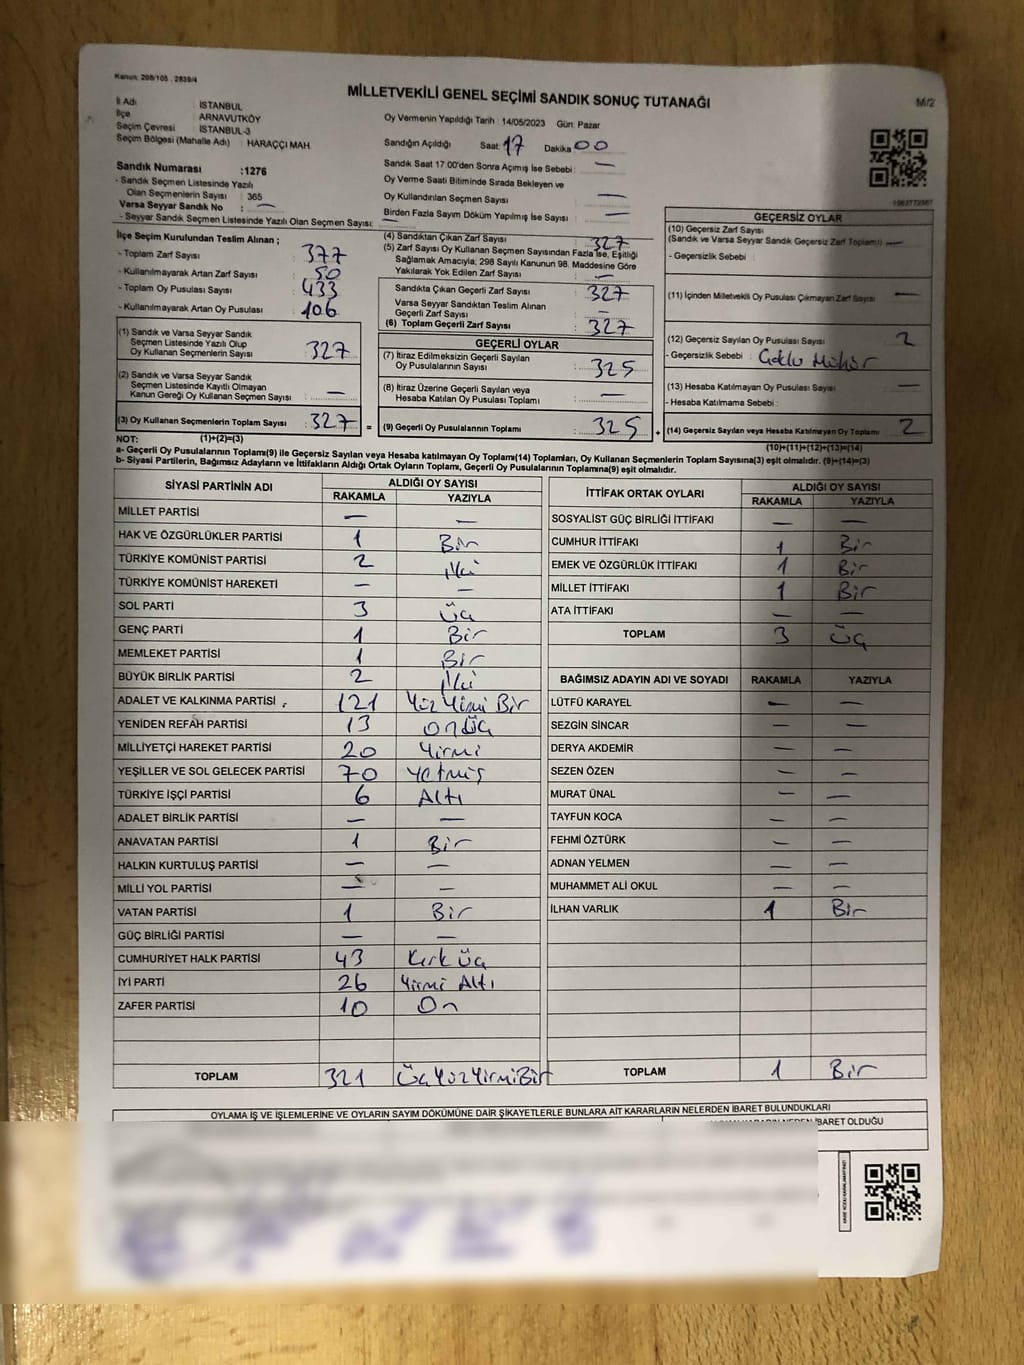 Kanun: 298/105 . 2839/4
MİLLETVEKİLİ GENEL SEÇİMİ SANDIK SONUÇ TUTANAĞI
M/2
İl Adı : İSTANBUL
İlçe : ARNAVUTKÖY
Seçim Çevresi : İSTANBUL-3
Seçim Bölgesi (Mahalle Adı) : HARAÇÇI MAH.
Oy Vermenin Yapıldığı Tarih : 14/05/2023 Gün: Pazar
Sandığın Açıldığı Saat: 17 Dakika 00
Sandık Saat 17:00'den Sonra Açılmış İse Sebebi : —
Oy Verme Saati Bitiminde Sırada Bekleyen ve
Oy Kullandırılan Seçmen Sayısı : —
Birden Fazla Sayım Döküm Yapılmış İse Sayısı : —
Sandık Numarası :1276
- Sandık Seçmen Listesinde Yazılı
Olan Seçmenlerin Sayısı : 365
Varsa Seyyar Sandık No : —
- Seyyar Sandık Seçmen Listesinde Yazılı Olan Seçmen Sayısı: —
İlçe Seçim Kurulundan Teslim Alınan ;
- Toplam Zarf Sayısı : 377
- Kullanılmayarak Artan Zarf Sayısı : 50
- Toplam Oy Pusulası Sayısı : 433
- Kullanılmayarak Artan Oy Pusulası : 106
(1) Sandık ve Varsa Seyyar Sandık
Seçmen Listesinde Yazılı Olup
Oy Kullanan Seçmenlerin Sayısı : 327
(2) Sandık ve Varsa Seyyar Sandık
Seçmen Listesinde Kayıtlı Olmayan
Kanun Gereği Oy Kullanan Seçmen Sayısı : —
(3) Oy Kullanan Seçmenlerin Toplam Sayısı : 327 =
(1)+(2)=(3)
(4) Sandıktan Çıkan Zarf Sayısı : 327
(5) Zarf Sayısı Oy Kullanan Seçmen Sayısından Fazla İse, Eşitliği
Sağlamak Amacıyla, 298 Sayılı Kanunun 98. Maddesine Göre
Yakılarak Yok Edilen Zarf Sayısı : —
Sandıkta Çıkan Geçerli Zarf Sayısı : 327
Varsa Seyyar Sandıktan Teslim Alınan
Geçerli Zarf Sayısı : —
(6) Toplam Geçerli Zarf Sayısı : 327
GEÇERLİ OYLAR
(7) İtiraz Edilmeksizin Geçerli Sayılan
Oy Pusulalarının Sayısı : 325
(8) İtiraz Üzerine Geçerli Sayılan veya
Hesaba Katılan Oy Pusulası Toplamı : —
(9) Geçerli Oy Pusulalarının Toplamı : 325 +
GEÇERSİZ OYLAR
(10) Geçersiz Zarf Sayısı
(Sandık ve Varsa Seyyar Sandık Geçersiz Zarf Toplamı) : —
- Geçersizlik Sebebi :
(11) İçinden Milletvekili Oy Pusulası Çıkmayan Zarf Sayısı : —
(12) Geçersiz Sayılan Oy Pusulası Sayısı : 2
- Geçersizlik Sebebi : Çoklu Mühür
(13) Hesaba Katılmayan Oy Pusulası Sayısı : —
- Hesaba Katılmama Sebebi :
(14) Geçersiz Sayılan veya Hesaba Katılmayan Oy Toplamı : 2
(10)+(11)+(12)+(13)=(14)
NOT:
a- Geçerli Oy Pusulalarının Toplamı(9) ile Geçersiz Sayılan veya Hesaba katılmayan Oy Toplamı(14) Toplamları, Oy Kullanan Seçmenlerin Toplam Sayısına(3) eşit olmalıdır. (9)+(14)=(3)
b- Siyasi Partilerin, Bağımsız Adayların ve İttifakların Aldığı Ortak Oyların Toplamı, Geçerli Oy Pusulalarının Toplamına(9) eşit olmalıdır.
SİYASİ PARTİNİN ADI ALDIĞI OY SAYISI
RAKAMLA YAZIYLA
MİLLET PARTİSİ — —
HAK VE ÖZGÜRLÜKLER PARTİSİ 1 Bir
TÜRKİYE KOMÜNİST PARTİSİ 2 İki
TÜRKİYE KOMÜNİST HAREKETİ — —
SOL PARTİ 3 Üç
GENÇ PARTİ 1 Bir
MEMLEKET PARTİSİ 1 Bir
BÜYÜK BİRLİK PARTİSİ 2 İki
ADALET VE KALKINMA PARTİSİ 121 Yüz Yirmi Bir
YENİDEN REFAH PARTİSİ 13 Onüç
MİLLİYETÇİ HAREKET PARTİSİ 20 Yirmi
YEŞİLLER VE SOL GELECEK PARTİSİ 70 Yetmiş
TÜRKİYE İŞÇİ PARTİSİ 6 Altı
ADALET BİRLİK PARTİSİ — —
ANAVATAN PARTİSİ 1 Bir
HALKIN KURTULUŞ PARTİSİ — —
MİLLİ YOL PARTİSİ — —
VATAN PARTİSİ 1 Bir
GÜÇ BİRLİĞİ PARTİSİ — —
CUMHURİYET HALK PARTİSİ 43 Kırk Üç
İYİ PARTİ 26 Yirmi Altı
ZAFER PARTİSİ 10 On
TOPLAM 321 ÜçYüzYirmiBir
İTTİFAK ORTAK OYLARI ALDIĞI OY SAYISI
RAKAMLA YAZIYLA
SOSYALİST GÜÇ BİRLİĞİ İTTİFAKI — —
CUMHUR İTTİFAKI 1 Bir
EMEK VE ÖZGÜRLÜK İTTİFAKI 1 Bir
MİLLET İTTİFAKI 1 Bir
ATA İTTİFAKI — —
TOPLAM 3 Üç
BAĞIMSIZ ADAYIN ADI VE SOYADI RAKAMLA YAZIYLA
LÜTFÜ KARAYEL — —
SEZGİN SİNCAR — —
DERYA AKDEMİR — —
SEZEN ÖZEN — —
MURAT ÜNAL — —
TAYFUN KOCA — —
FEHMİ ÖZTÜRK — —
ADNAN YELMEN — —
MUHAMMET ALİ OKUL — —
İLHAN VARLIK 1 Bir
TOPLAM 1 Bir
OYLAMA İŞ VE İŞLEMLERİNE VE OYLARIN SAYIM DÖKÜMÜNE DAİR ŞİKAYETLERLE BUNLARA AİT KARARLARIN NELERDEN İBARET BULUNDUKLARI
İBARET OLDUĞU